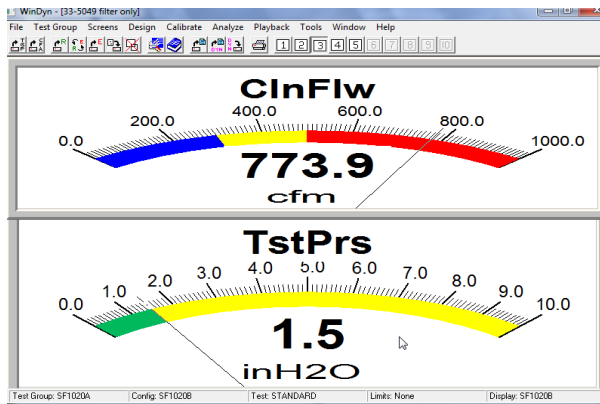 WinDyn - [33-5049 filter only]
File Test Group Screens Design Calibrate Analyze Playback Tools Window Help
1 2 3 4 5 6 7 8 9 10
ClnFlw
0.0 200.0 400.0 600.0 800.0 1000.0
773.9
cfm
TstPrs
0.0 1.0 2.0 3.0 4.0 5.0 6.0 7.0 8.0 9.0 10.0
1.5
inH2O
Test Group: SF1020A Config: SF1020B Test: STANDARD Limits: None Display: SF1020B